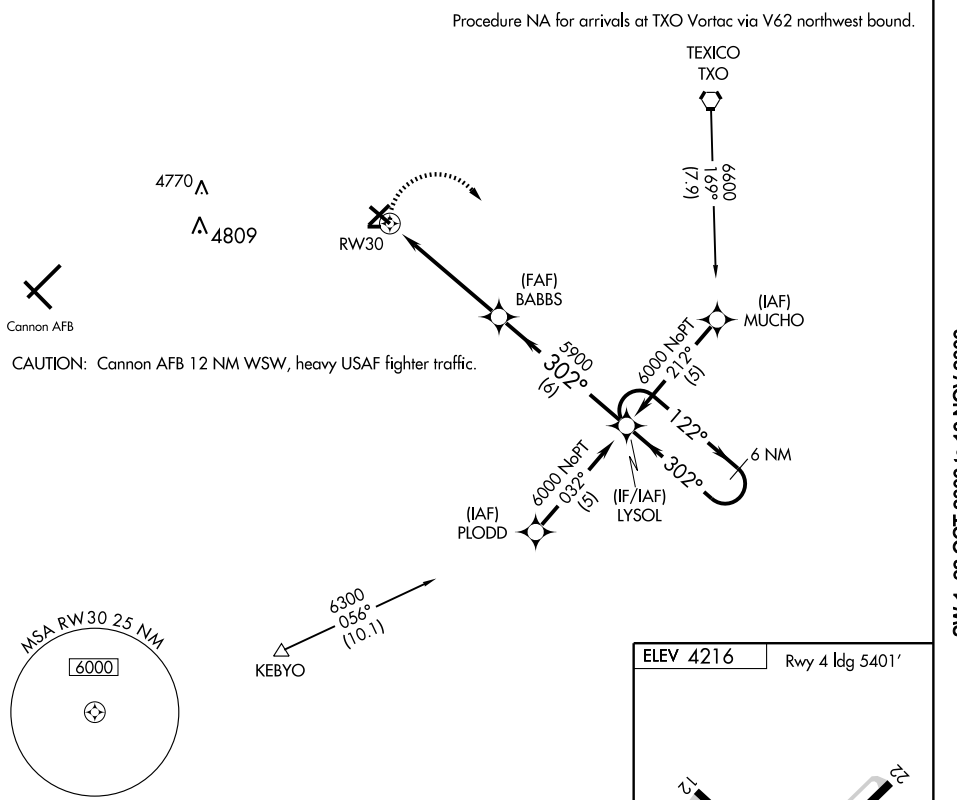 Procedure NA for arrivals at TXO Vortac via V62 northwest bound.
TEXICO
TXO
6600
169°
(7.9)
4770
4809
RW30
(FAF)
BABBS
(IAF)
MUCHO
Cannon AFB
CAUTION: Cannon AFB 12 NM WSW, heavy USAF fighter traffic.
5900
302°
(6)
6000 NoPT
212°
(5)
122°
302°
6 NM
6000 NoPT
032°
(5)
(IF/IAF)
LYSOL
(IAF)
PLODD
6300
056°
(10.1)
KEBYO
MSA RW30 25 NM
6000
ELEV 4216
Rwy 4 ldg 5401'
12
22